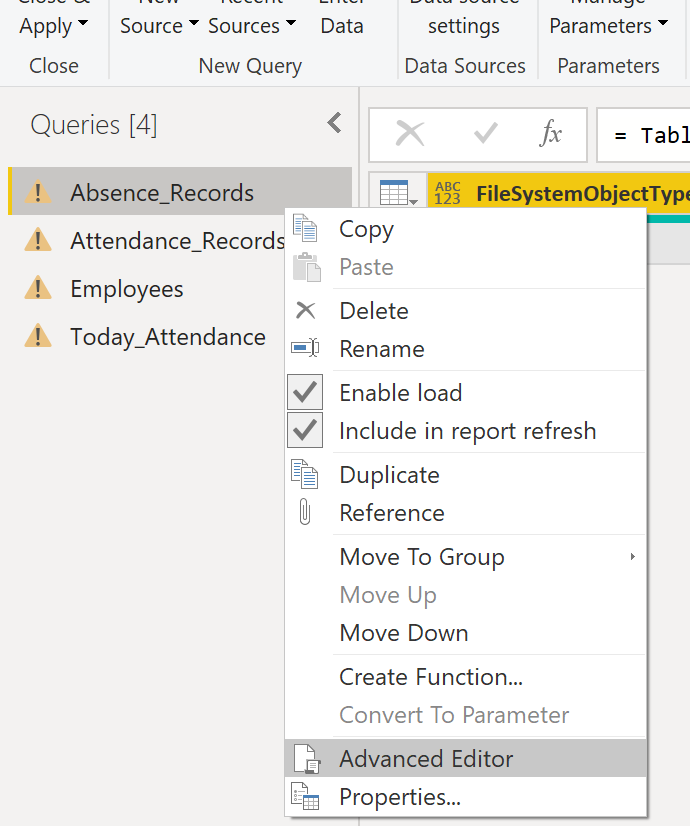 Close &
Apply
Close
New
Source
Recent
Sources
Enter
Data
New Query
Data source
settings
Data Sources
Manage
Parameters
Parameters
Queries [4]
fx
= Tabl
ABC
123
FileSystemObjectType
Absence_Records
Attendance_Records
Employees
Today_Attendance
Copy
Paste
Delete
Rename
Enable load
Include in report refresh
Duplicate
Reference
Move To Group
Move Up
Move Down
Create Function...
Convert To Parameter
Advanced Editor
Properties...